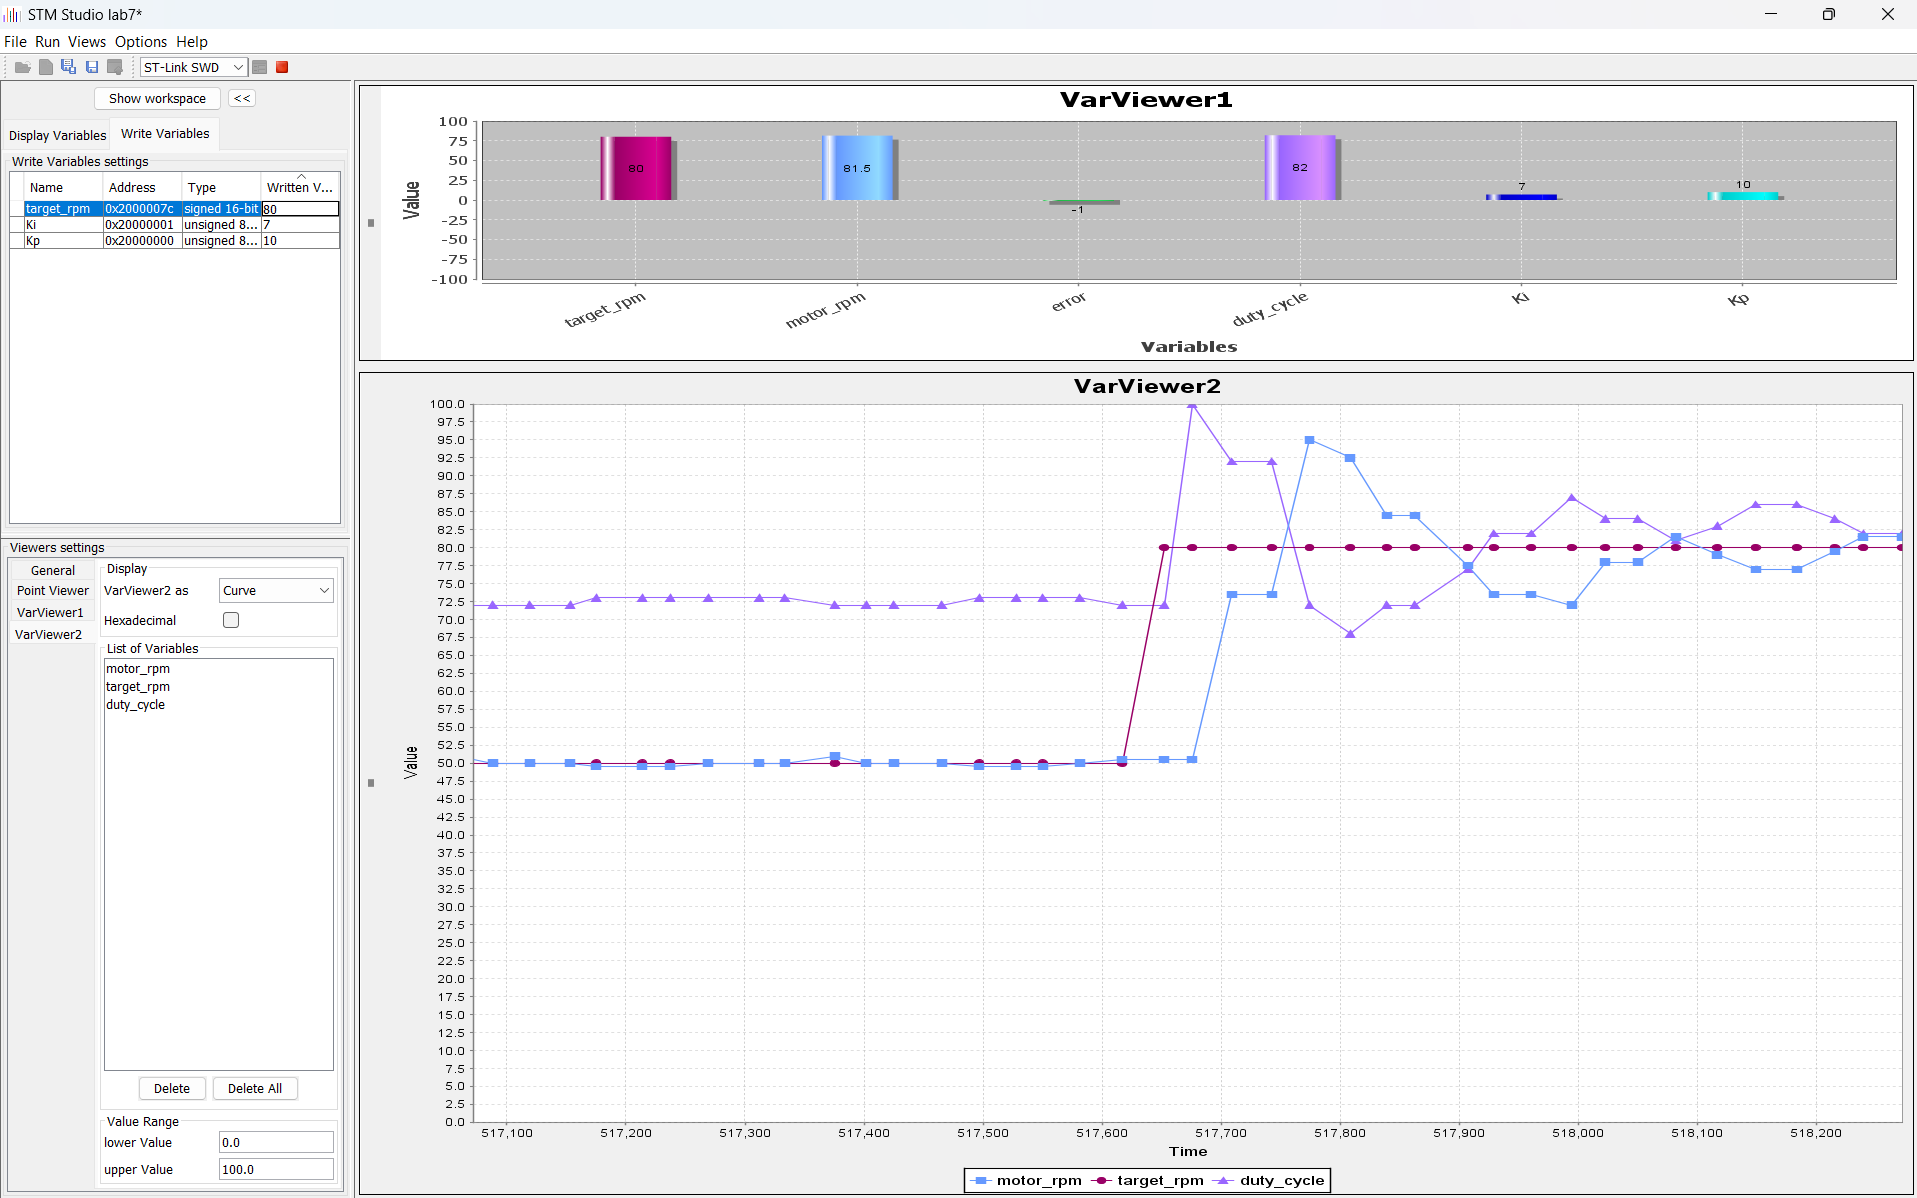 STM Studio lab7*
File Run Views Options Help
ST-Link SWD
Show workspace <<
Display Variables Write Variables
Write Variables settings
Name Address Type Written V...
target_rpm 0x2000007c signed 16-bit 80
Ki 0x20000001 unsigned 8... 7
Kp 0x20000000 unsigned 8... 10
Viewers settings
General
Point Viewer
VarViewer1
VarViewer2
Display
VarViewer2 as Curve
Hexadecimal
List of Variables
motor_rpm
target_rpm
duty_cycle
Delete Delete All
Value Range
lower Value 0.0
upper Value 100.0
VarViewer1
Value
100
75
50
25
0
-25
-50
-75
-100
80 81.5 -1 82 7 10
target_rpm motor_rpm error duty_cycle Ki Kp
Variables
VarViewer2
Value
100.0
97.5
95.0
92.5
90.0
87.5
85.0
82.5
80.0
77.5
75.0
72.5
70.0
67.5
65.0
62.5
60.0
57.5
55.0
52.5
50.0
47.5
45.0
42.5
40.0
37.5
35.0
32.5
30.0
27.5
25.0
22.5
20.0
17.5
15.0
12.5
10.0
7.5
5.0
2.5
0.0
517,100 517,200 517,300 517,400 517,500 517,600 517,700 517,800 517,900 518,000 518,100 518,200
Time
motor_rpm target_rpm duty_cycle